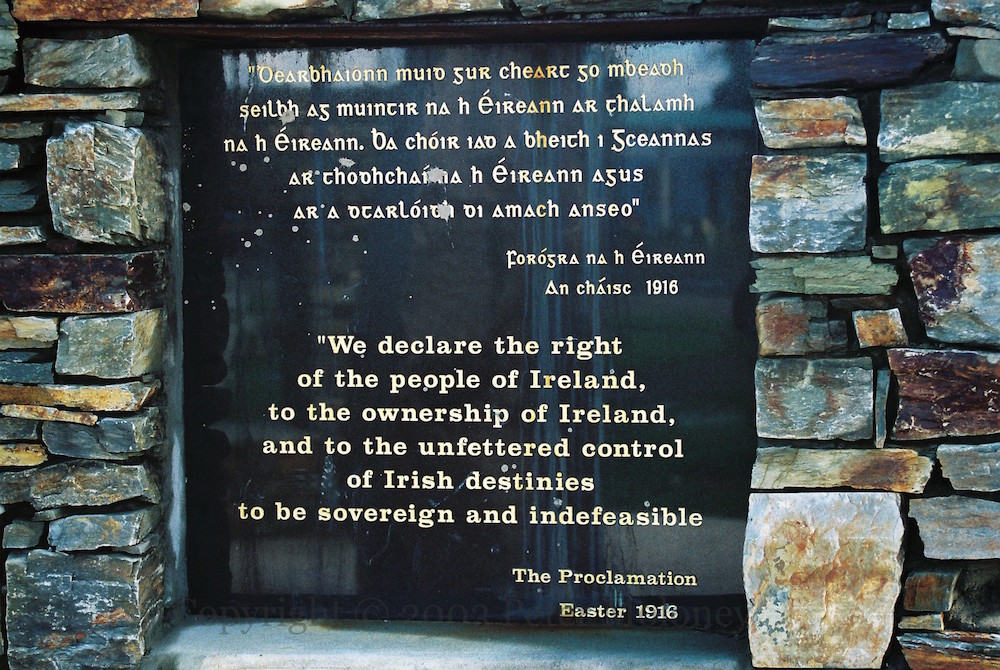 "Dearbhaionn muid gur cheart go mbeadh
seilbh ag muintir na h Éireann ar thalamh
na h Éireann. Ba chóir iad a bheith i Gceannas
ar thodhchaí na h Éireann agus
ar a dtarlóidh di amach anseo"
Forógra na h Éireann
An cháisc 1916
"We declare the right
of the people of Ireland,
to the ownership of Ireland,
and to the unfettered control
of Irish destinies
to be sovereign and indefeasible
The Proclamation
Easter 1916
Copyright ©